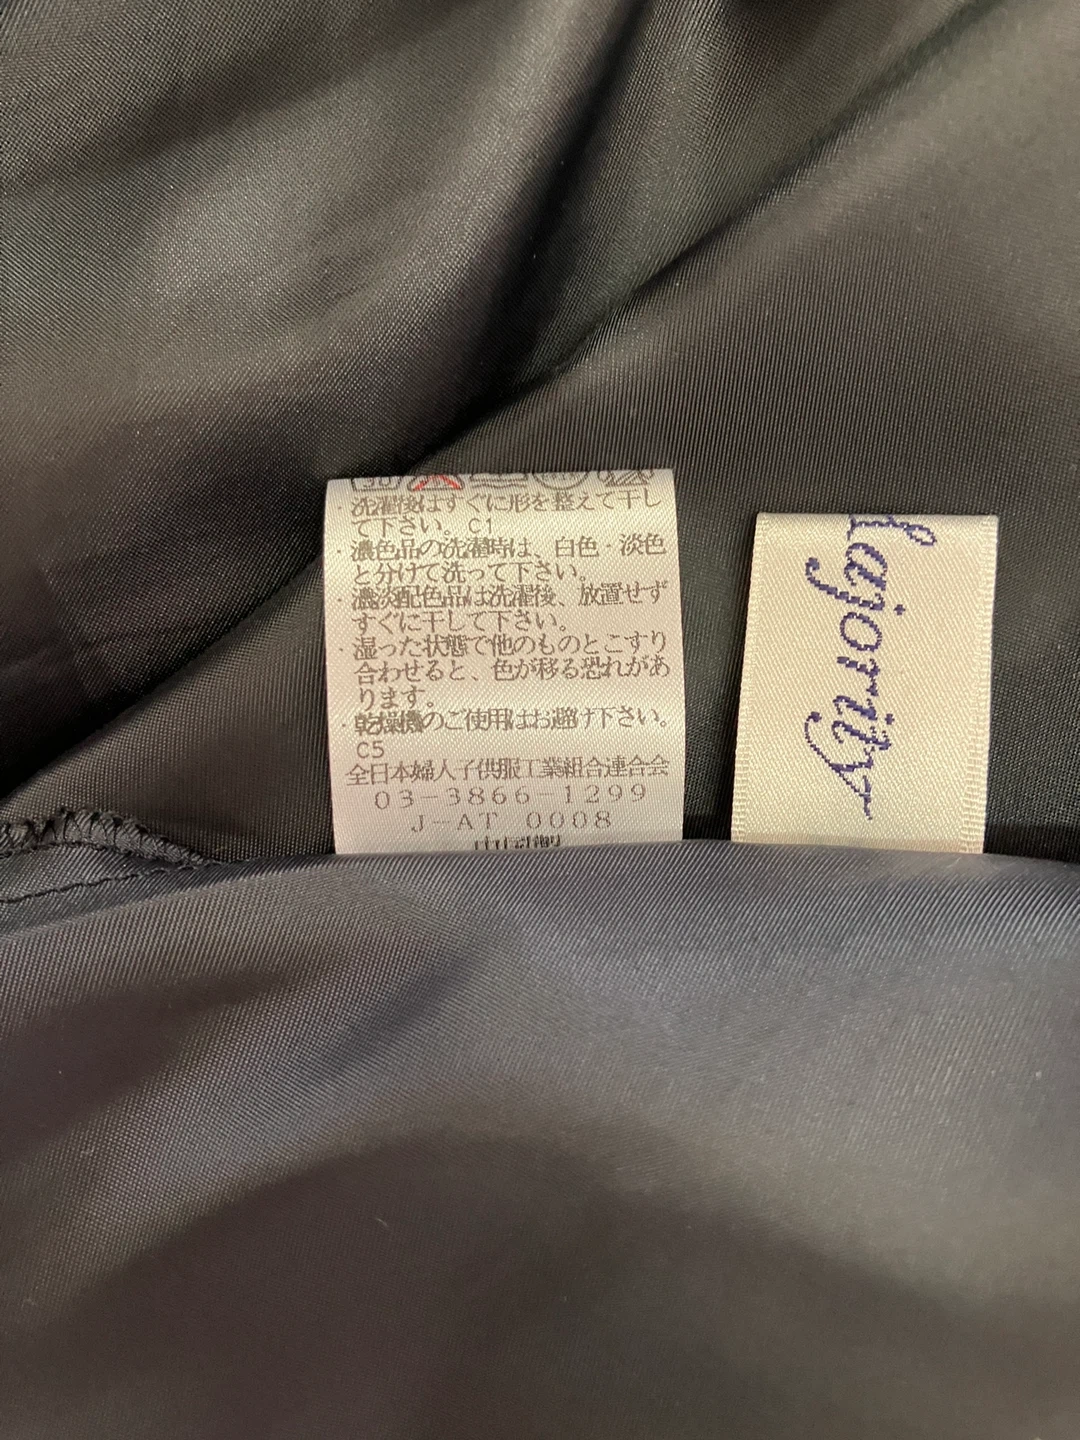 ・洗濯後はすぐに形を整えて干し
て下さい。C1
・濃色品の洗濯時は、白色・淡色
と分けて洗って下さい。
・濃淡配色品は洗濯後、放置せず
すぐに干して下さい。
・湿った状態で他のものとこすり
合わせると、色が移る恐れがあ
ります。
・乾燥機のご使用はお避け下さい。
C5
全日本婦人子供服工業組合連合会
03-3866-1299
J-AT 0008
ajority